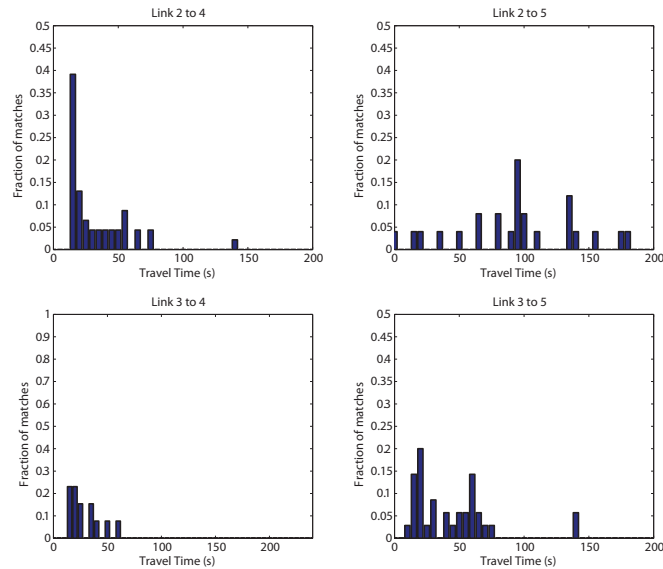 Link 2 to 4
0.5
0.45
0.4
0.35
0.3
0.25
0.2
0.15
0.1
0.05
0
0 50 100 150 200
Travel Time (s)
Fraction of matches
Link 2 to 5
0.5
0.45
0.4
0.35
0.3
0.25
0.2
0.15
0.1
0.05
0
0 50 100 150 200
Travel Time (s)
Fraction of matches
Link 3 to 4
1
0.9
0.8
0.7
0.6
0.5
0.4
0.3
0.2
0.1
0
0 50 100 150 200
Travel Time (s)
Fraction of matches
Link 3 to 5
0.5
0.45
0.4
0.35
0.3
0.25
0.2
0.15
0.1
0.05
0
0 50 100 150 200
Travel Time (s)
Fraction of matches